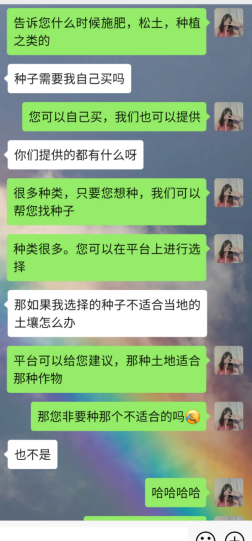 告诉您什么时候施肥，松土，种植
之类的
种子需要我自己买吗
您可以自己买，我们也可以提供
你们提供的都有什么呀
很多种类，只要您想种，我们可以
帮您找种子
种类很多。您可以在平台上进行选
择
那如果我选择的种子不适合当地的
土壤怎么办
平台可以给您建议，那种土地适合
那种作物
那您非要种那个不适合的吗😂
也不是
哈哈哈哈